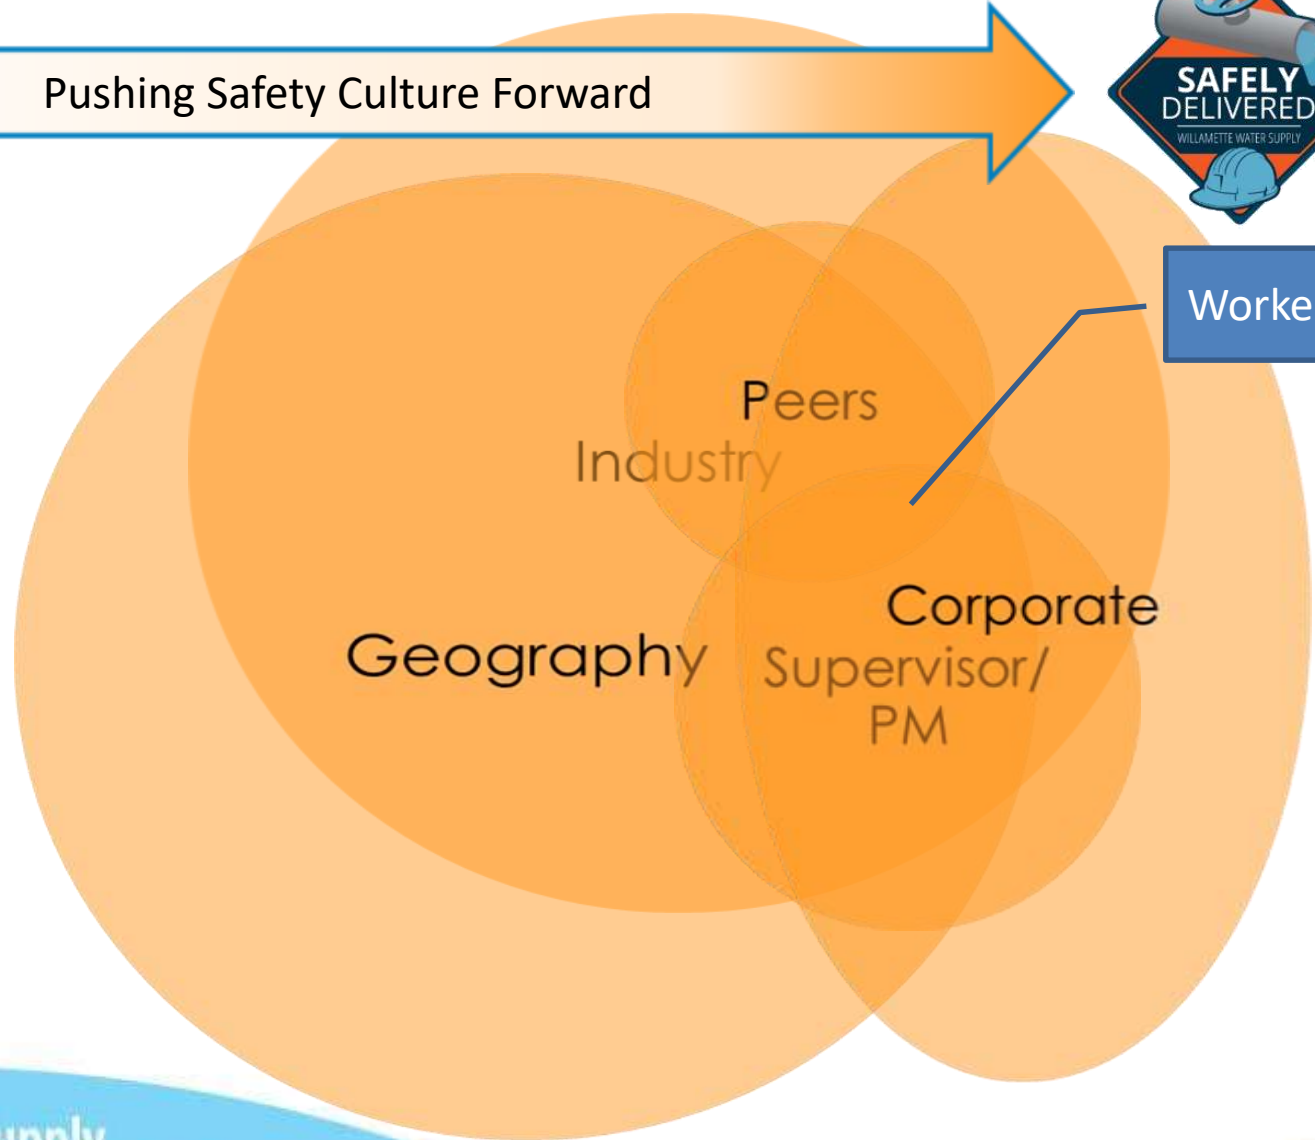 Pushing Safety Culture Forward
SAFELY
DELIVERED
WILLAMETTE WATER SUPPLY
Worke
Peers
Industry
Corporate
Geography
Supervisor/
PM